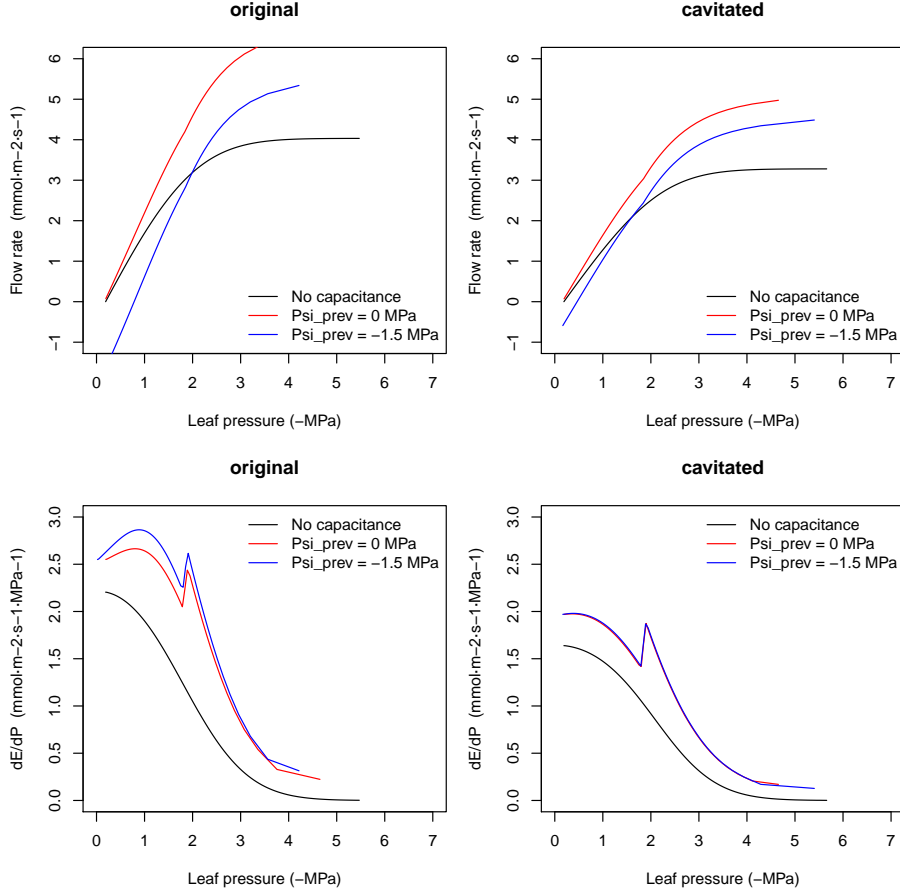 original
Flow rate (mmol·m−2·s−1)
6
5
4
3
2
1
0
−1
No capacitance
Psi_prev = 0 MPa
Psi_prev = −1.5 MPa
0 1 2 3 4 5 6 7
Leaf pressure (−MPa)
cavitated
Flow rate (mmol·m−2·s−1)
6
5
4
3
2
1
0
−1
No capacitance
Psi_prev = 0 MPa
Psi_prev = −1.5 MPa
0 1 2 3 4 5 6 7
Leaf pressure (−MPa)
original
dE/dP (mmol·m−2·s−1·MPa−1)
3.0
2.5
2.0
1.5
1.0
0.5
0.0
No capacitance
Psi_prev = 0 MPa
Psi_prev = −1.5 MPa
0 1 2 3 4 5 6 7
Leaf pressure (−MPa)
cavitated
dE/dP (mmol·m−2·s−1·MPa−1)
3.0
2.5
2.0
1.5
1.0
0.5
0.0
No capacitance
Psi_prev = 0 MPa
Psi_prev = −1.5 MPa
0 1 2 3 4 5 6 7
Leaf pressure (−MPa)